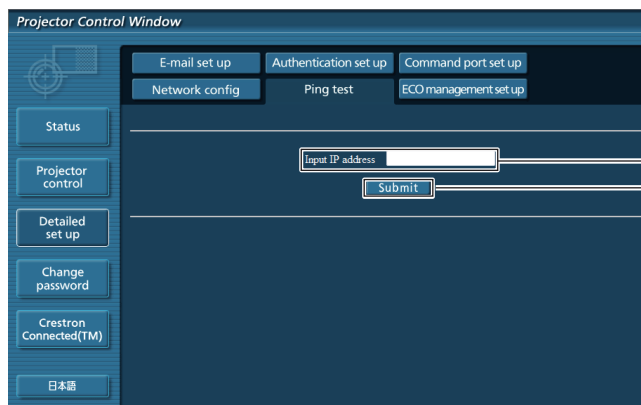 Projector Control Window
E-mail set up
Authentication set up
Command port set up
Network config
Ping test
ECO management set up
Status
Projector
control
Detailed
set up
Change
password
Crestron
Connected(TM)
日本語
Input IP address
Submit